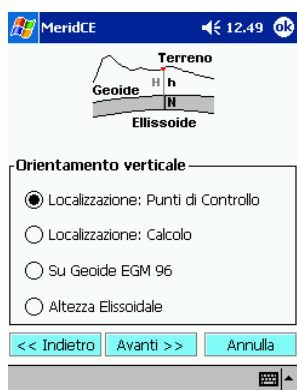 MeridCE 12.49 ok
Terreno
Geoide H h
N
Ellissoide
Orientamento verticale
Localizzazione: Punti di Controllo
Localizzazione: Calcolo
Su Geoide EGM 96
Altezza Elissoidale
<< Indietro Avanti >> Annulla